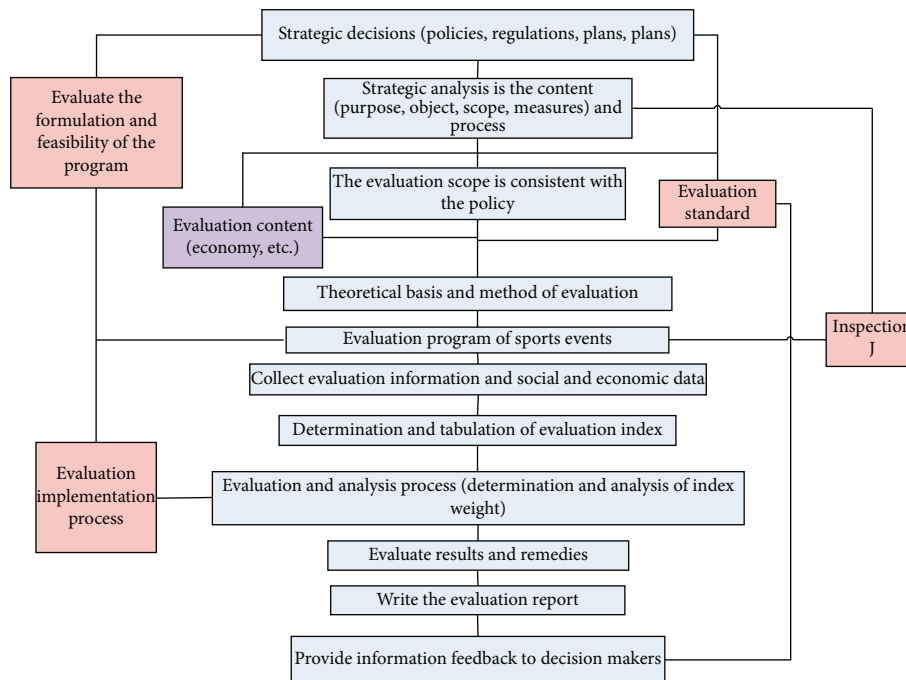 Strategic decisions (policies, regulations, plans, plans)
Evaluate the
formulation and
feasibility of the
program
Strategic analysis is the content
(purpose, object, scope, measures) and
process
The evaluation scope is consistent with
the policy
Evaluation
standard
Evaluation content
(economy, etc.)
Theoretical basis and method of evaluation
Evaluation program of sports events
Inspection
J
Collect evaluation information and social and economic data
Determination and tabulation of evaluation index
Evaluation
implementation
process
Evaluation and analysis process (determination and analysis of index
weight)
Evaluate results and remedies
Write the evaluation report
Provide information feedback to decision makers